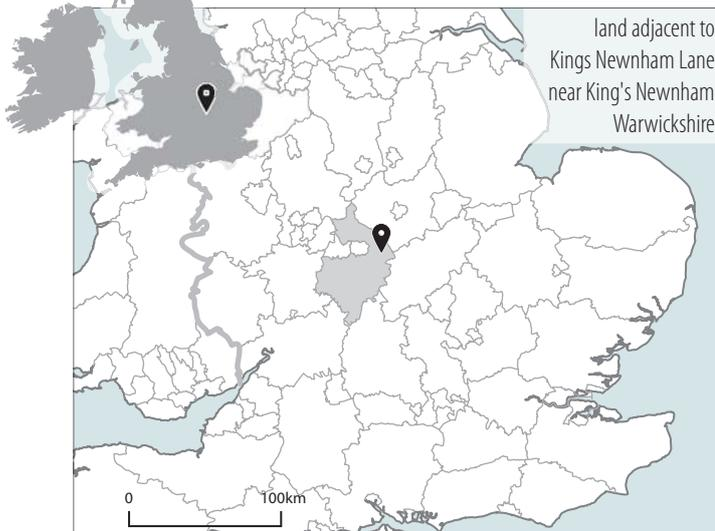 land adjacent to
Kings Newnham Lane
near King's Newnham
Warwickshire
0 100km